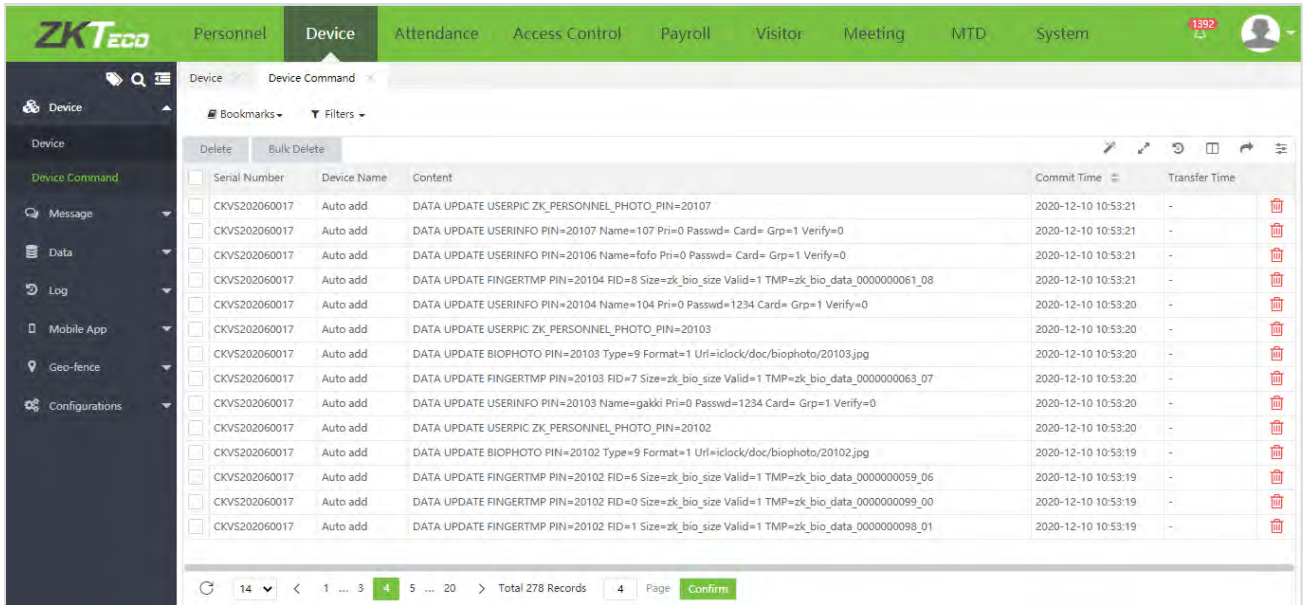 ZKTeco Personnel Device Attendance Access Control Payroll Visitor Meeting MTD System 1392
Device Device Command
Device
Bookmarks Filters
Device
Delete Bulk Delete
Device Command
Serial Number Device Name Content Commit Time Transfer Time
Message
Data
Log
Mobile App
Geo-fence
Configurations
CKVS202060017 Auto add DATA UPDATE USERPIC ZK_PERSONNEL_PHOTO_PIN=20107 2020-12-10 10:53:21 -
CKVS202060017 Auto add DATA UPDATE USERINFO PIN=20107 Name=107 Pri=0 Passwd= Card= Grp=1 Verify=0 2020-12-10 10:53:21 -
CKVS202060017 Auto add DATA UPDATE USERINFO PIN=20106 Name=fofo Pri=0 Passwd= Card= Grp=1 Verify=0 2020-12-10 10:53:21 -
CKVS202060017 Auto add DATA UPDATE FINGERTMP PIN=20104 FID=8 Size=zk_bio_size Valid=1 TMP=zk_bio_data_0000000061_08 2020-12-10 10:53:21 -
CKVS202060017 Auto add DATA UPDATE USERINFO PIN=20104 Name=104 Pri=0 Passwd=1234 Card= Grp=1 Verify=0 2020-12-10 10:53:20 -
CKVS202060017 Auto add DATA UPDATE USERPIC ZK_PERSONNEL_PHOTO_PIN=20103 2020-12-10 10:53:20 -
CKVS202060017 Auto add DATA UPDATE BIOPHOTO PIN=20103 Type=9 Format=1 Url=iclock/doc/biophoto/20103.jpg 2020-12-10 10:53:20 -
CKVS202060017 Auto add DATA UPDATE FINGERTMP PIN=20103 FID=7 Size=zk_bio_size Valid=1 TMP=zk_bio_data_0000000063_07 2020-12-10 10:53:20 -
CKVS202060017 Auto add DATA UPDATE USERINFO PIN=20103 Name=gakki Pri=0 Passwd=1234 Card= Grp=1 Verify=0 2020-12-10 10:53:20 -
CKVS202060017 Auto add DATA UPDATE USERPIC ZK_PERSONNEL_PHOTO_PIN=20102 2020-12-10 10:53:20 -
CKVS202060017 Auto add DATA UPDATE BIOPHOTO PIN=20102 Type=9 Format=1 Url=iclock/doc/biophoto/20102.jpg 2020-12-10 10:53:19 -
CKVS202060017 Auto add DATA UPDATE FINGERTMP PIN=20102 FID=6 Size=zk_bio_size Valid=1 TMP=zk_bio_data_0000000059_06 2020-12-10 10:53:19 -
CKVS202060017 Auto add DATA UPDATE FINGERTMP PIN=20102 FID=0 Size=zk_bio_size Valid=1 TMP=zk_bio_data_0000000099_00 2020-12-10 10:53:19 -
CKVS202060017 Auto add DATA UPDATE FINGERTMP PIN=20102 FID=1 Size=zk_bio_size Valid=1 TMP=zk_bio_data_0000000098_01 2020-12-10 10:53:19 -
14 < 1 ... 3 4 5 ... 20 > Total 278 Records 4 Page Confirm